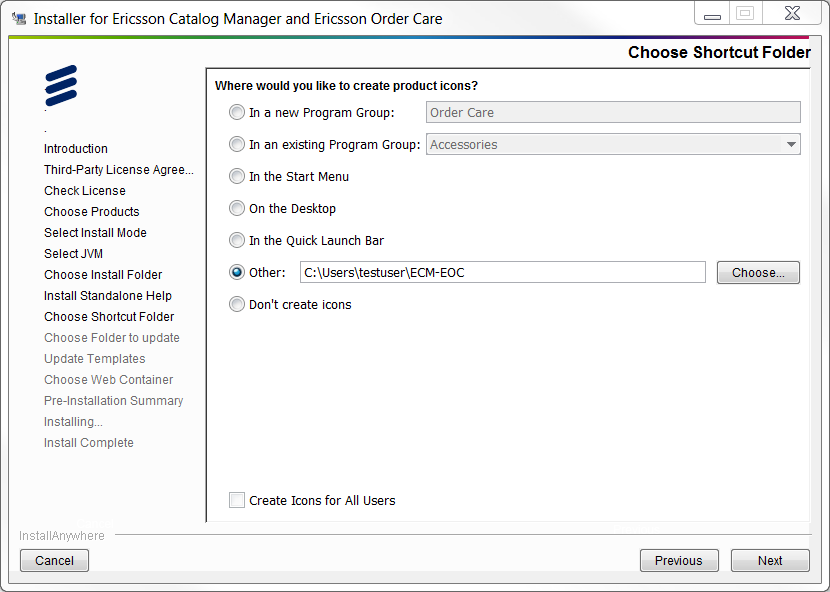 Installer for Ericsson Catalog Manager and Ericsson Order Care
Choose Shortcut Folder
.
.
Introduction
Third-Party License Agree...
Check License
Choose Products
Select Install Mode
Select JVM
Choose Install Folder
Install Standalone Help
Choose Shortcut Folder
Choose Folder to update
Update Templates
Choose Web Container
Pre-Installation Summary
Installing...
Install Complete
Where would you like to create product icons?
In a new Program Group: Order Care
In an existing Program Group: Accessories
In the Start Menu
On the Desktop
In the Quick Launch Bar
Other: C:\Users\testuser\ECM-EOC Choose...
Don't create icons
Create Icons for All Users
InstallAnywhere
Cancel Previous Next